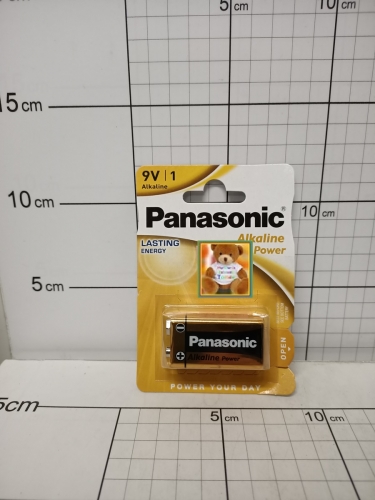 5cm
10cm
15cm
10cm
5cm
10cm
5cm
5cm
10cm
9V | 1
Alkaline
Panasonic
Alkaline
Power
LASTING
ENERGY
Panasonic
Alkaline Power
OPEN
POWER YOUR DAY